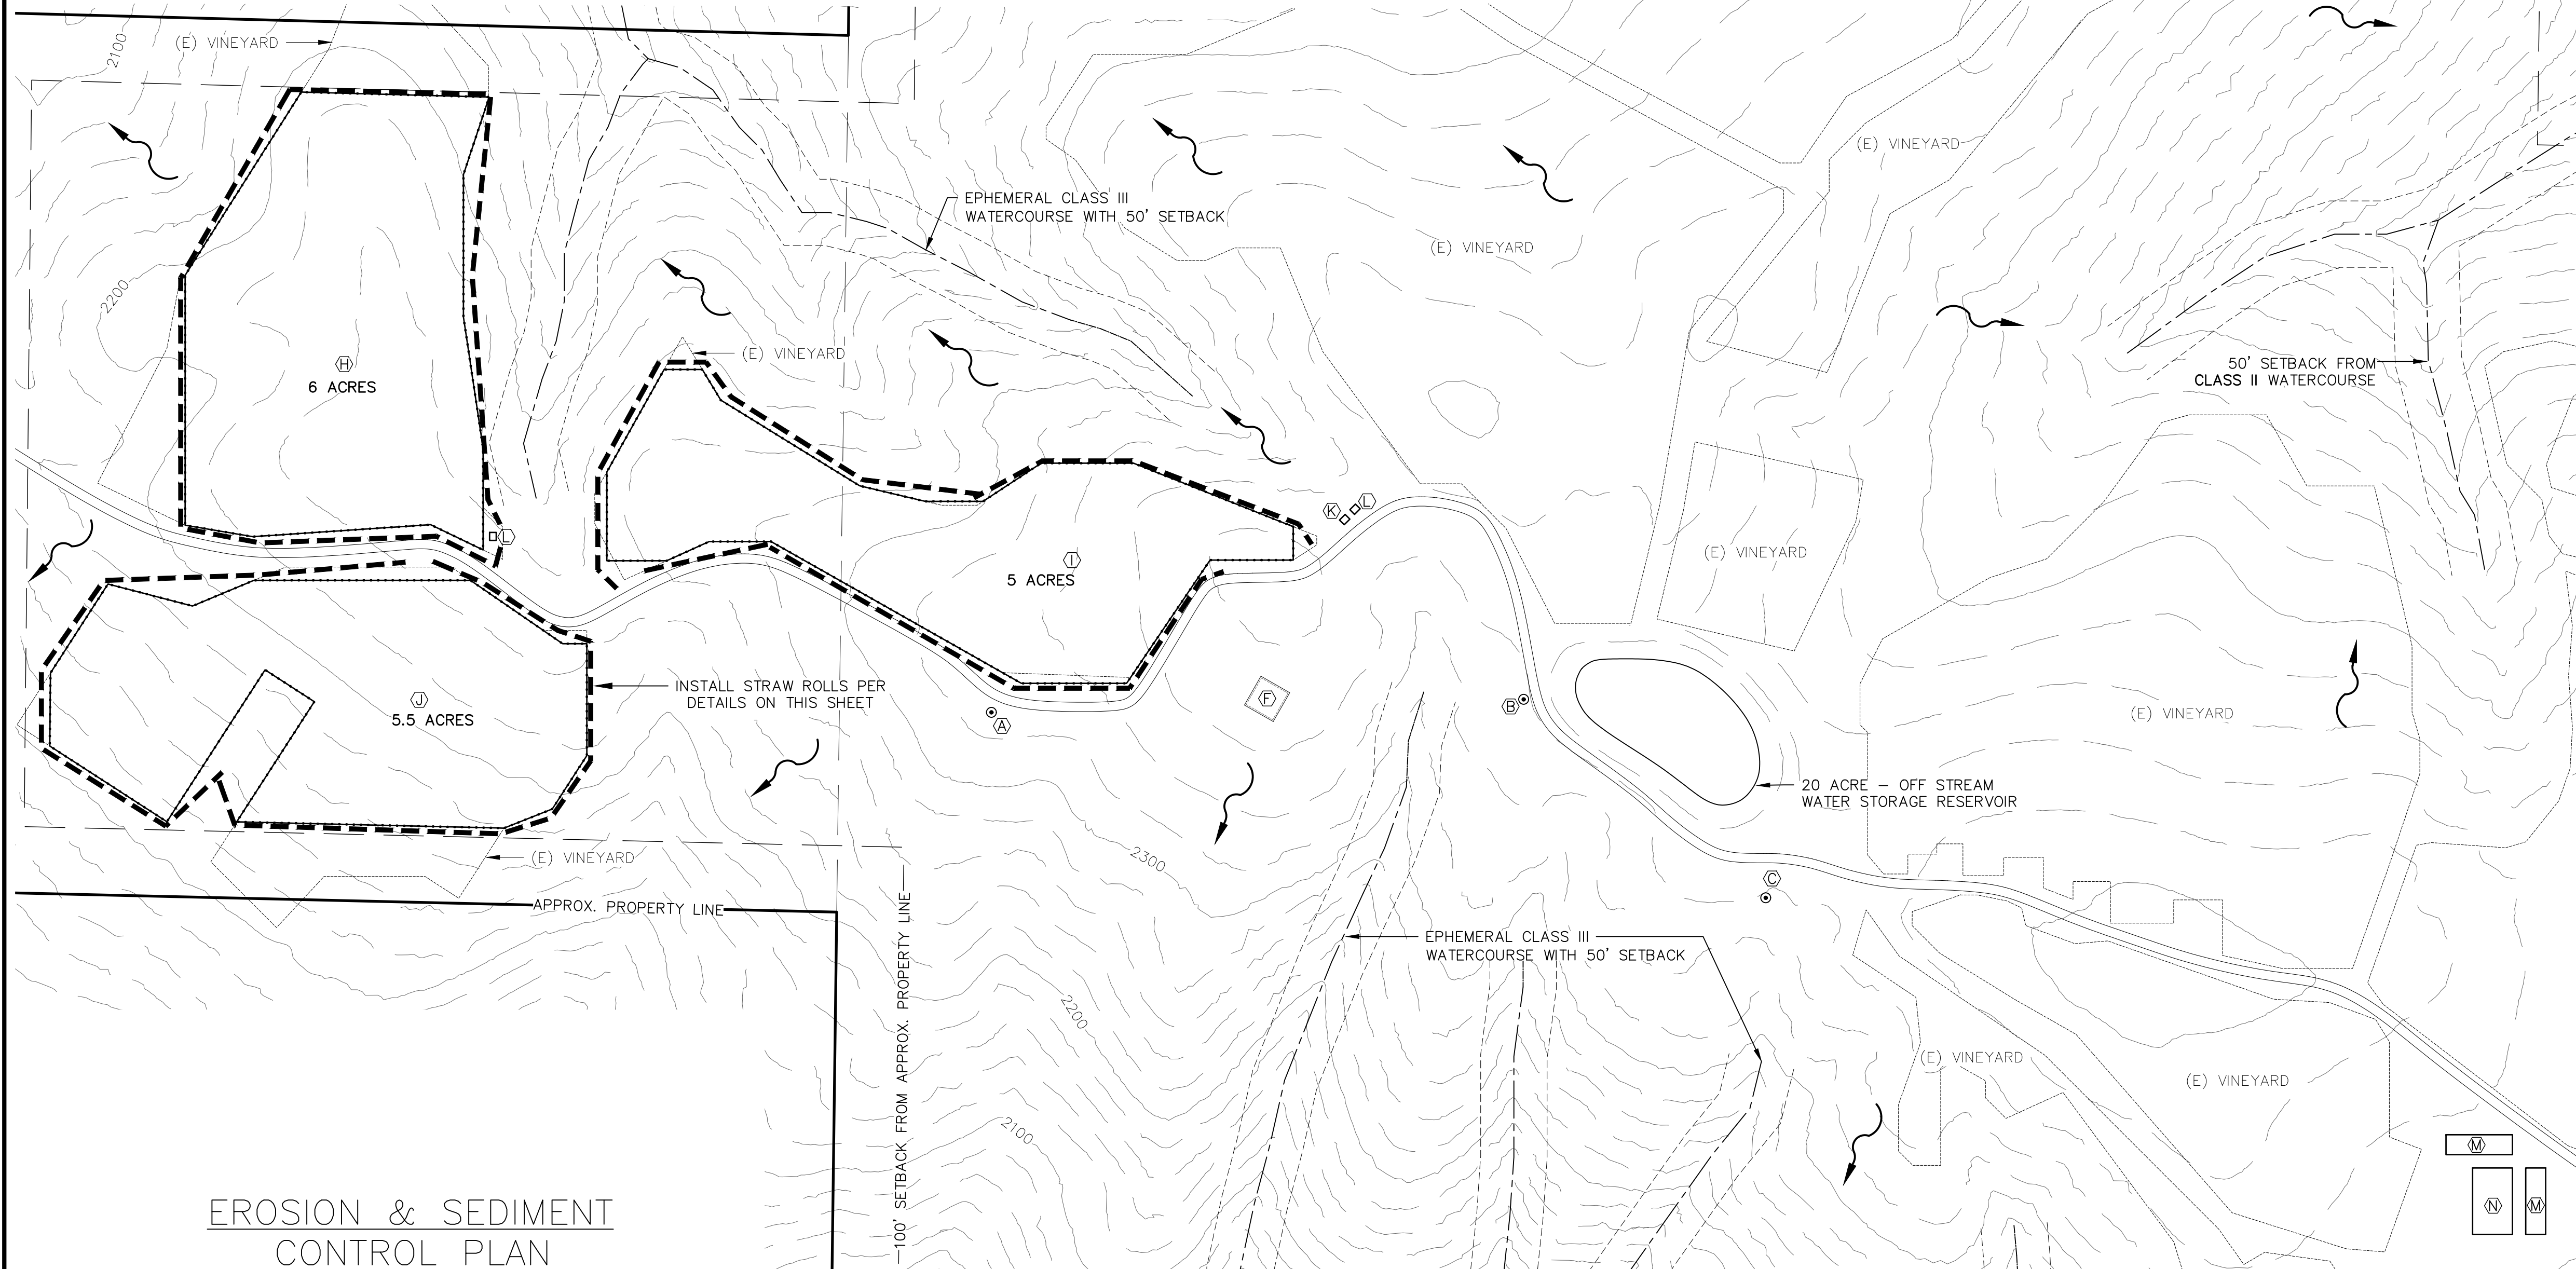 (E) VINEYARD
2100
EPHEMERAL CLASS III
WATERCOURSE WITH 50' SETBACK
(E) VINEYARD
(E) VINEYARD
2200
(E) VINEYARD
H
6 ACRES
50' SETBACK FROM
CLASS II WATERCOURSE
K
L
L
I
5 ACRES
(E) VINEYARD
INSTALL STRAW ROLLS PER
DETAILS ON THIS SHEET
J
5.5 ACRES
A
F
B
(E) VINEYARD
20 ACRE – OFF STREAM
WATER STORAGE RESERVOIR
(E) VINEYARD
2300
C
APPROX. PROPERTY LINE
100' SETBACK FROM APPROX. PROPERTY LINE
EPHEMERAL CLASS III
WATERCOURSE WITH 50' SETBACK
2200
(E) VINEYARD
(E) VINEYARD
2100
M
N
M
EROSION & SEDIMENT
CONTROL PLAN